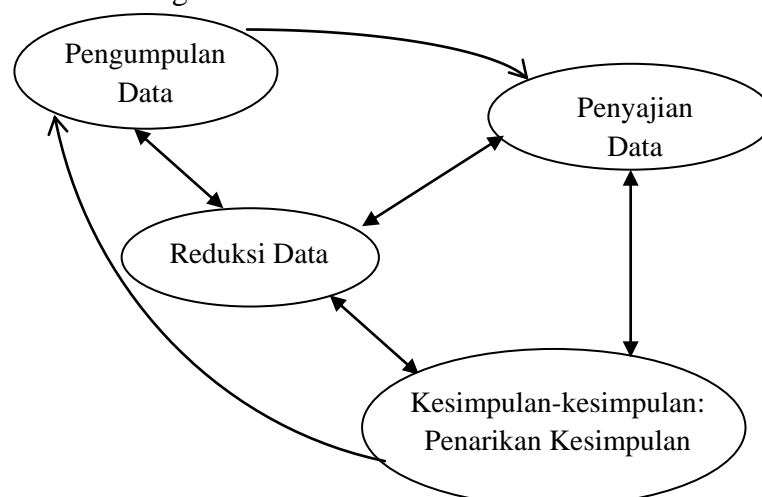 Pengumpulan
Data
Penyajian
Data
Reduksi Data
Kesimpulan-kesimpulan:
Penarikan Kesimpulan